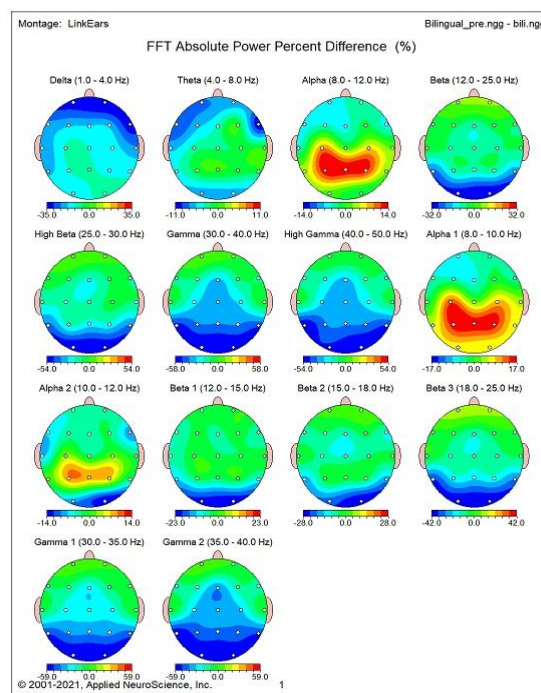 Montage: LinkEars Bilingual_pre.ngg - bili.ngg
FFT Absolute Power Percent Difference (%)
Delta (1.0 - 4.0 Hz) Theta (4.0 - 8.0 Hz) Alpha (8.0 - 12.0 Hz) Beta (12.0 - 25.0 Hz)
-35.0 0.0 35.0 -11.0 0.0 11.0 -14.0 0.0 14.0 -32.0 0.0 32.0
High Beta (25.0 - 30.0 Hz) Gamma (30.0 - 40.0 Hz) High Gamma (40.0 - 50.0 Hz) Alpha 1 (8.0 - 10.0 Hz)
-54.0 0.0 54.0 -58.0 0.0 58.0 -54.0 0.0 54.0 -17.0 0.0 17.0
Alpha 2 (10.0 - 12.0 Hz) Beta 1 (12.0 - 15.0 Hz) Beta 2 (15.0 - 18.0 Hz) Beta 3 (18.0 - 25.0 Hz)
-14.0 0.0 14.0 -23.0 0.0 23.0 -28.0 0.0 28.0 -42.0 0.0 42.0
Gamma 1 (30.0 - 35.0 Hz) Gamma 2 (35.0 - 40.0 Hz)
-59.0 0.0 59.0 -59.0 0.0 59.0
© 2001-2021, Applied NeuroScience, Inc. 1